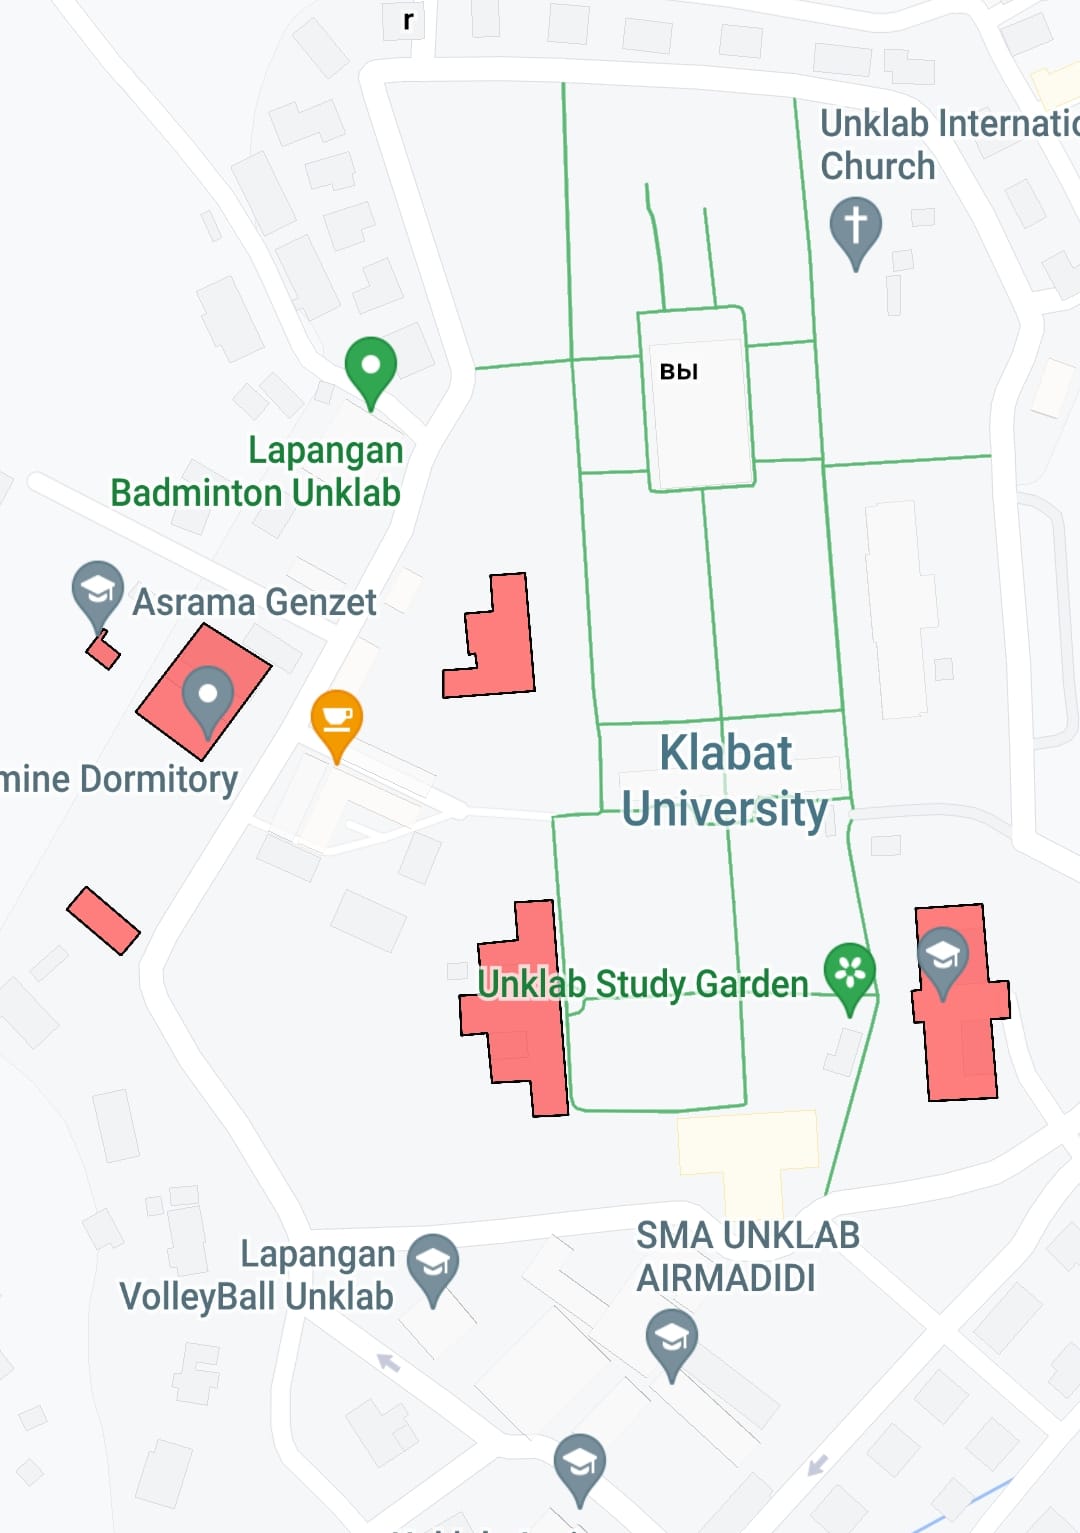 r
Unklab Internatio
Church
вы
Lapangan
Badminton Unklab
Asrama Genzet
mine Dormitory
Klabat
University
Unklab Study Garden
Lapangan
VolleyBall Unklab
SMA UNKLAB
AIRMADIDI